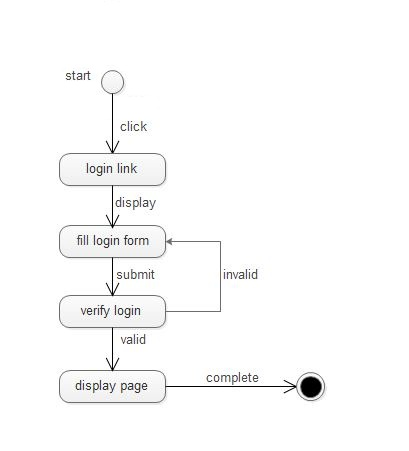 start
click
login link
display
fill login form
submit
invalid
verify login
valid
display page
complete